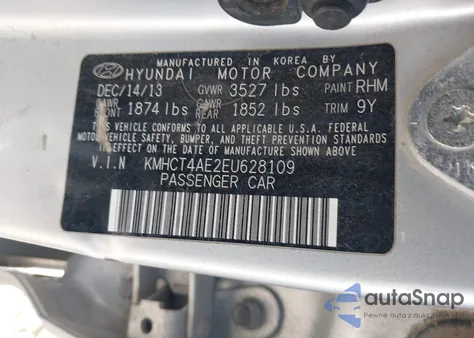 MANUFACTURED IN KOREA BY
HYUNDAI MOTOR COMPANY
DEC/14/13 GVWR 3527 lbs PAINT RHM
GAWR FRONT 1874 lbs GAWR REAR 1852 lbs TRIM 9Y
THIS VEHICLE CONFORMS TO ALL APPLICABLE U.S. FEDERAL
MOTOR VEHICLE SAFETY, BUMPER, AND THEFT PREVENTION
STANDARDS IN EFFECT ON THE DATE OF MANUFACTURE SHOWN ABOVE.
V.I.N KMHCT4AE2EU628109
PASSENGER CAR
autoSnap
Pewne auto z